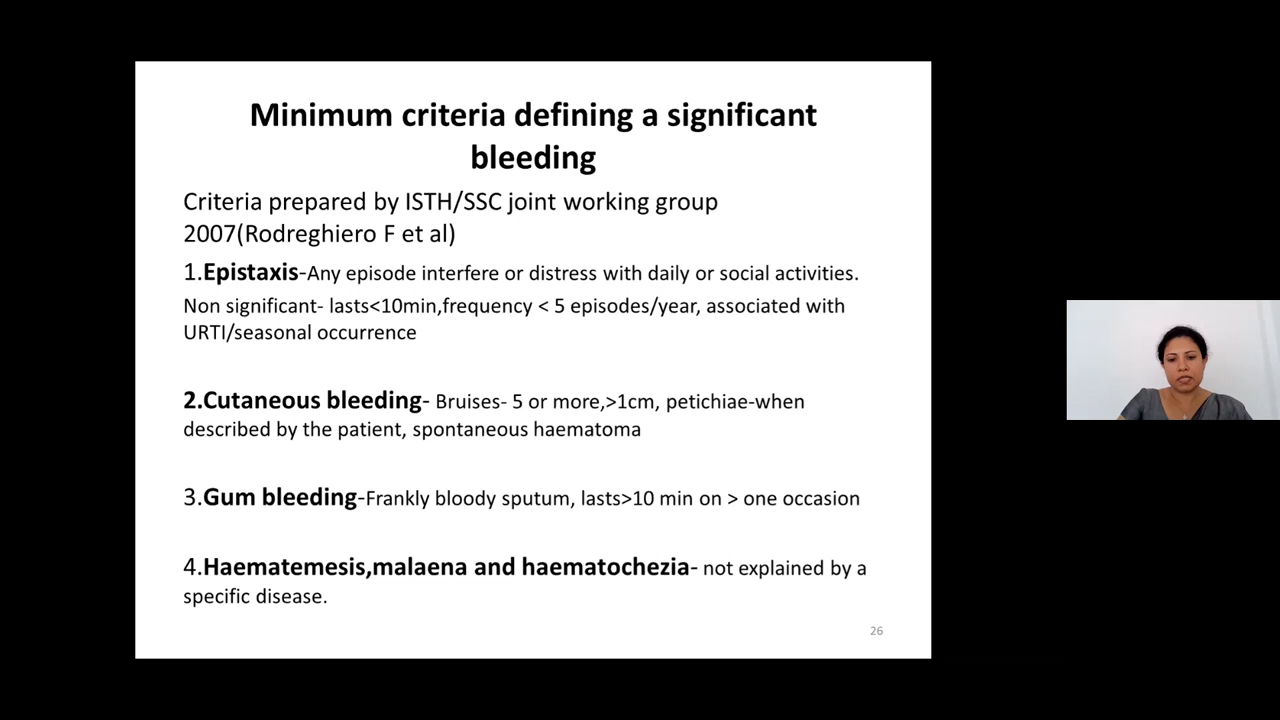 Minimum criteria defining a significant
bleeding
Criteria prepared by ISTH/SSC joint working group
2007(Rodreghiero F et al)
1.Epistaxis-Any episode interfere or distress with daily or social activities.
Non significant- lasts<10min,frequency < 5 episodes/year, associated with
URTI/seasonal occurrence
2.Cutaneous bleeding- Bruises- 5 or more,>1cm, petichiae-when
described by the patient, spontaneous haematoma
3.Gum bleeding-Frankly bloody sputum, lasts>10 min on > one occasion
4.Haematemesis,malaena and haematochezia- not explained by a
specific disease.
26